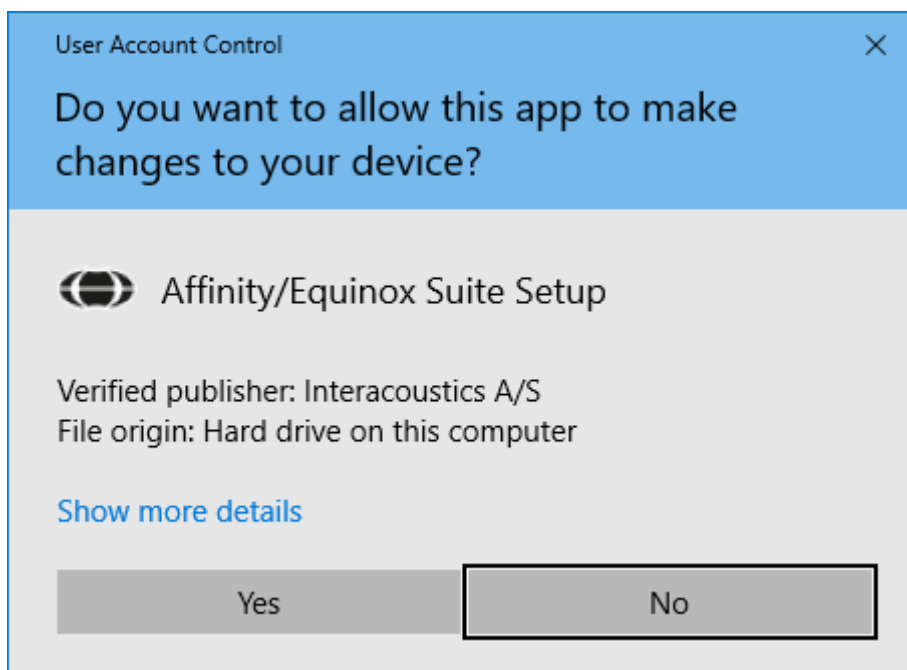 User Account Control
Do you want to allow this app to make
changes to your device?
Affinity/Equinox Suite Setup
Verified publisher: Interacoustics A/S
File origin: Hard drive on this computer
Show more details
Yes
No